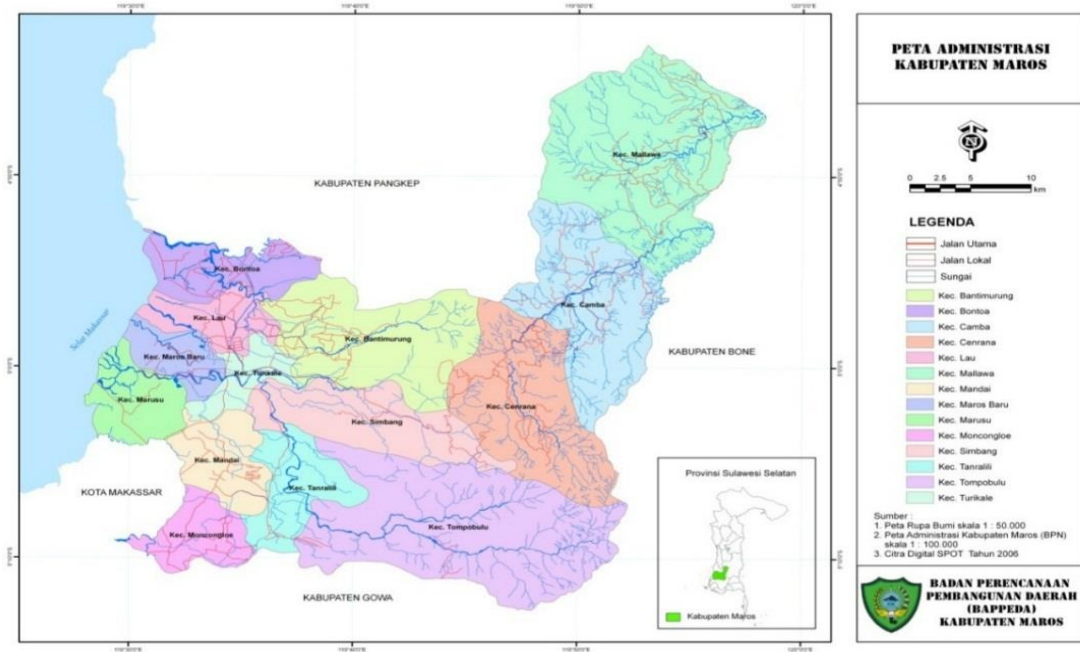 KABUPATEN PANGKEP
Kec. Mallawa
Kec. Bontoa
Kec. Camba
Kec. Lau
Selat Makassar
Kec. Bantimurung
Kec. Maros Baru
KABUPATEN BONE
Kec. Turikale
Kec. Marusu
Kec. Cenrana
Kec. Simbang
Kec. Mandai
KOTA MAKASSAR
Kec. Tanralili
Kec. Tompobulu
Kec. Moncongloe
KABUPATEN GOWA
Provinsi Sulawesi Selatan
Kabupaten Maros
PETA ADMINISTRASI
KABUPATEN MAROS
N
0 2.5 5 10
km
LEGENDA
Jalan Utama
Jalan Lokal
Sungai
Kec. Bantimurung
Kec. Bontoa
Kec. Camba
Kec. Cenrana
Kec. Lau
Kec. Mallawa
Kec. Mandai
Kec. Maros Baru
Kec. Marusu
Kec. Moncongloe
Kec. Simbang
Kec. Tanralili
Kec. Tompobulu
Kec. Turikale
Sumber :
1. Peta Rupa Bumi skala 1 : 50.000
2. Peta Administrasi Kabupaten Maros (BPN)
skala 1 : 100.000
3. Citra Digital SPOT Tahun 2006
BADAN PERENCANAAN
PEMBANGUNAN DAERAH
(BAPPEDA)
KABUPATEN MAROS